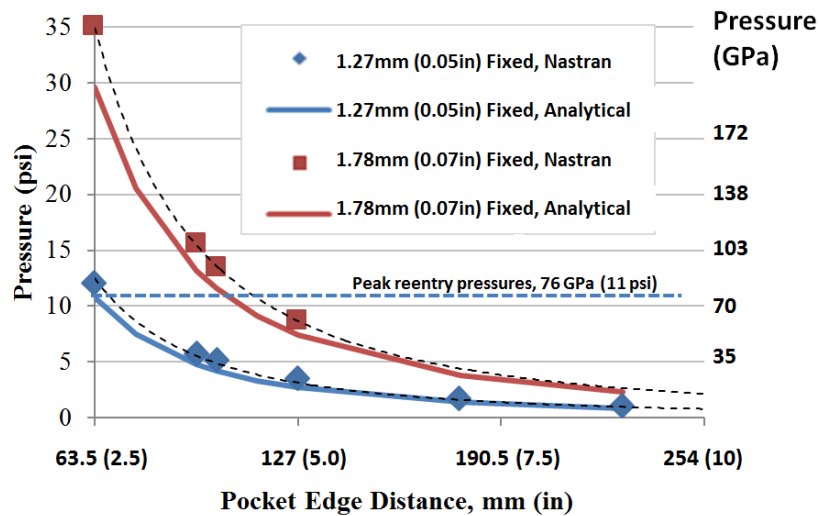 35
30
25
20
15
10
5
0
Pressure (psi)
1.27mm (0.05in) Fixed, Nastran
1.27mm (0.05in) Fixed, Analytical
1.78mm (0.07in) Fixed, Nastran
1.78mm (0.07in) Fixed, Analytical
Peak reentry pressures, 76 GPa (11 psi)
Pressure
(GPa)
172
138
103
70
35
63.5 (2.5)
127 (5.0)
190.5 (7.5)
254 (10)
Pocket Edge Distance, mm (in)